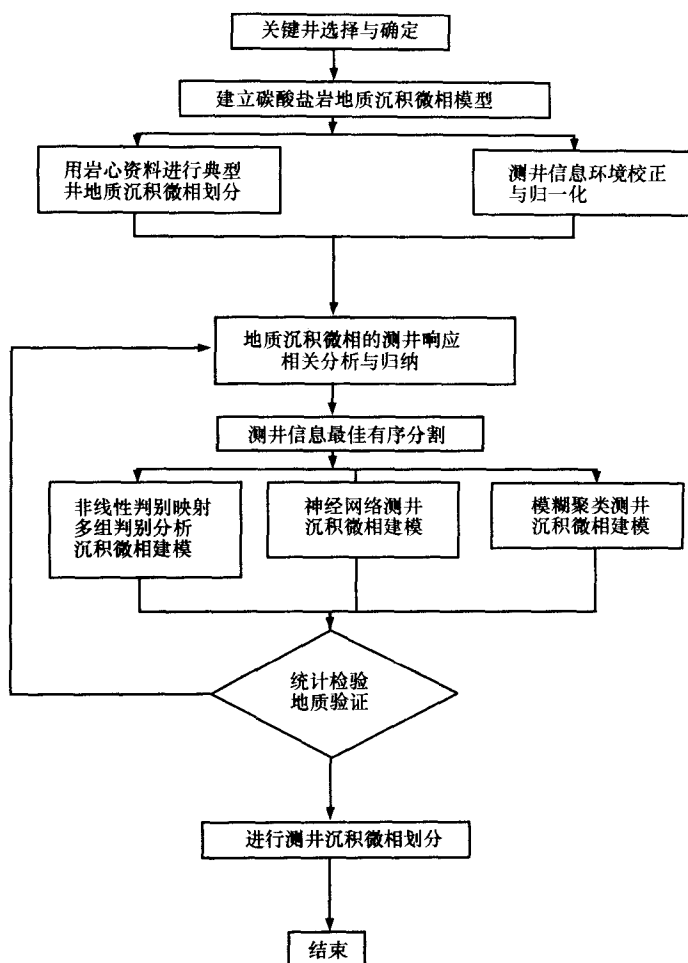 关键井选择与确定
建立碳酸盐岩地质沉积微相模型
用岩心资料进行典型
井地质沉积微相划分
测井信息环境校正
与归一化
地质沉积微相的测井响应
相关分析与归纳
测井信息最佳有序分割
非线性判别映射
多组判别分析
沉积微相建模
神经网络测井
沉积微相建模
模糊聚类测井
沉积微相建模
统计检验
地质验证
进行测井沉积微相划分
结束